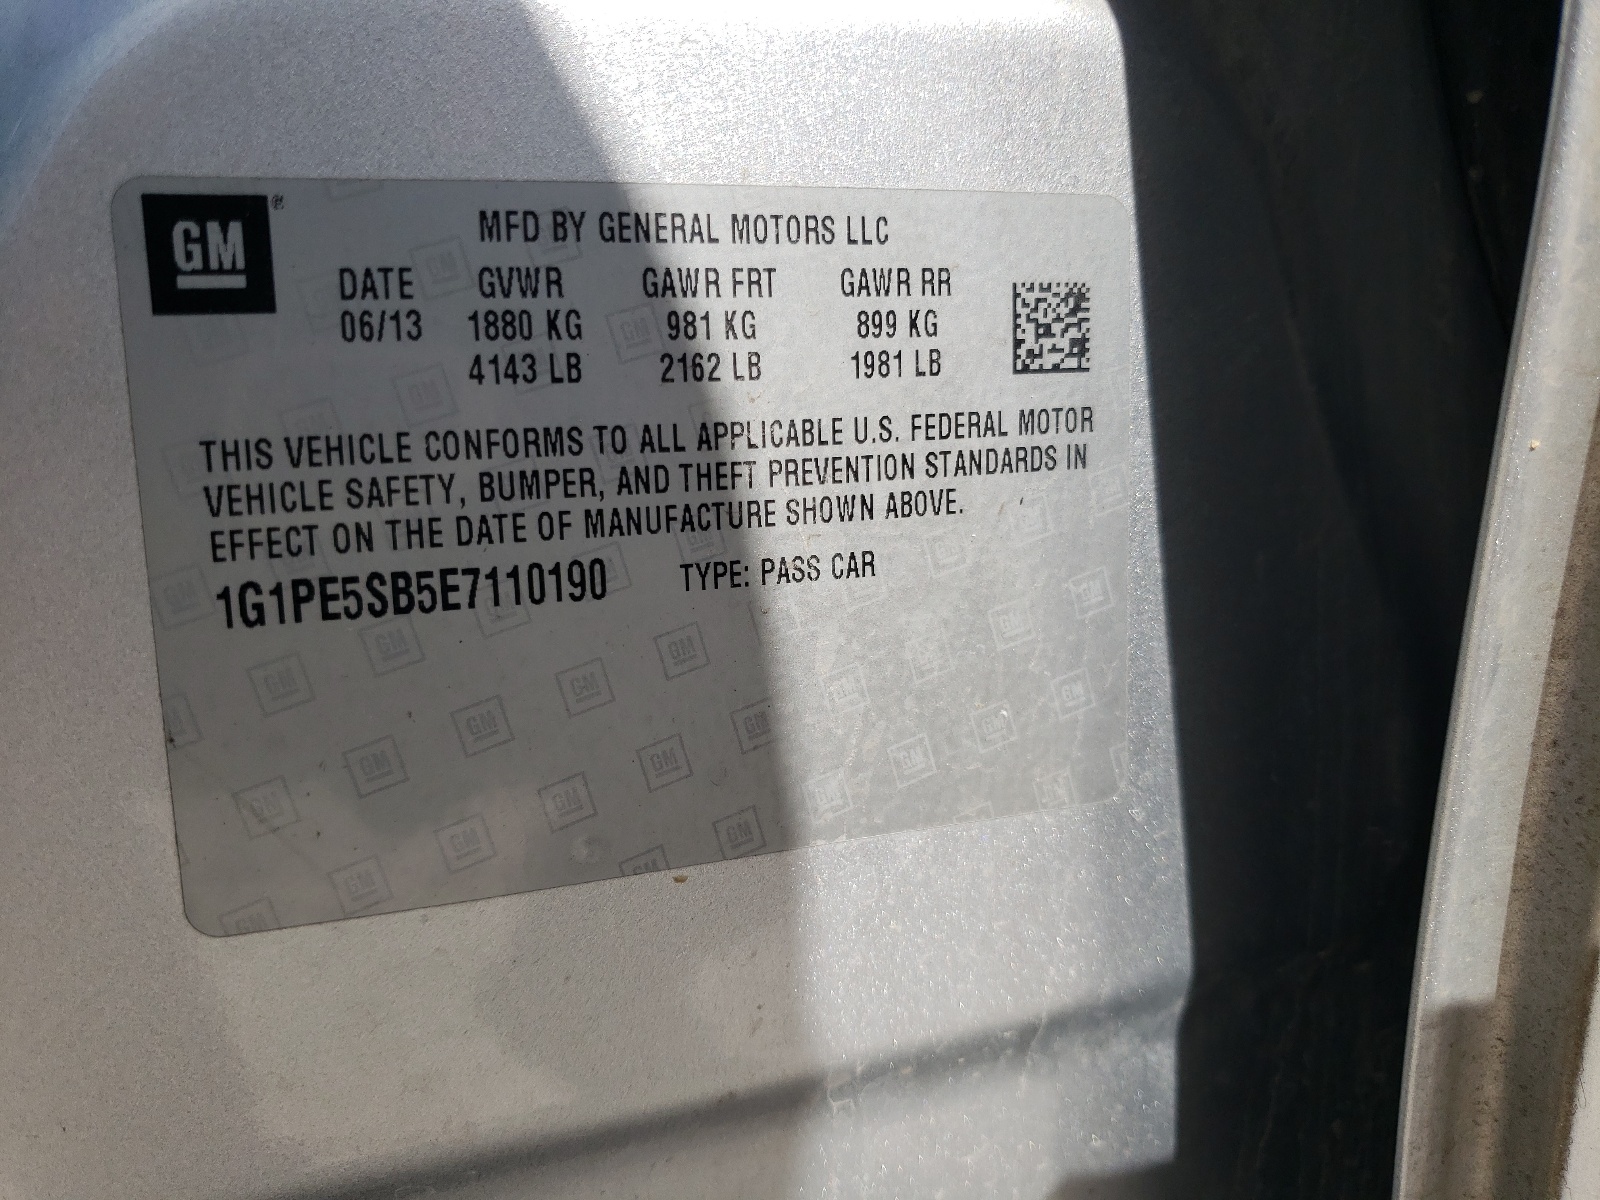 GM®
MFD BY GENERAL MOTORS LLC
DATE GVWR GAWR FRT GAWR RR
06/13 1880 KG 981 KG 899 KG
4143 LB 2162 LB 1981 LB
THIS VEHICLE CONFORMS TO ALL APPLICABLE U.S. FEDERAL MOTOR
VEHICLE SAFETY, BUMPER, AND THEFT PREVENTION STANDARDS IN
EFFECT ON THE DATE OF MANUFACTURE SHOWN ABOVE.
1G1PE5SB5E7110190 TYPE: PASS CAR